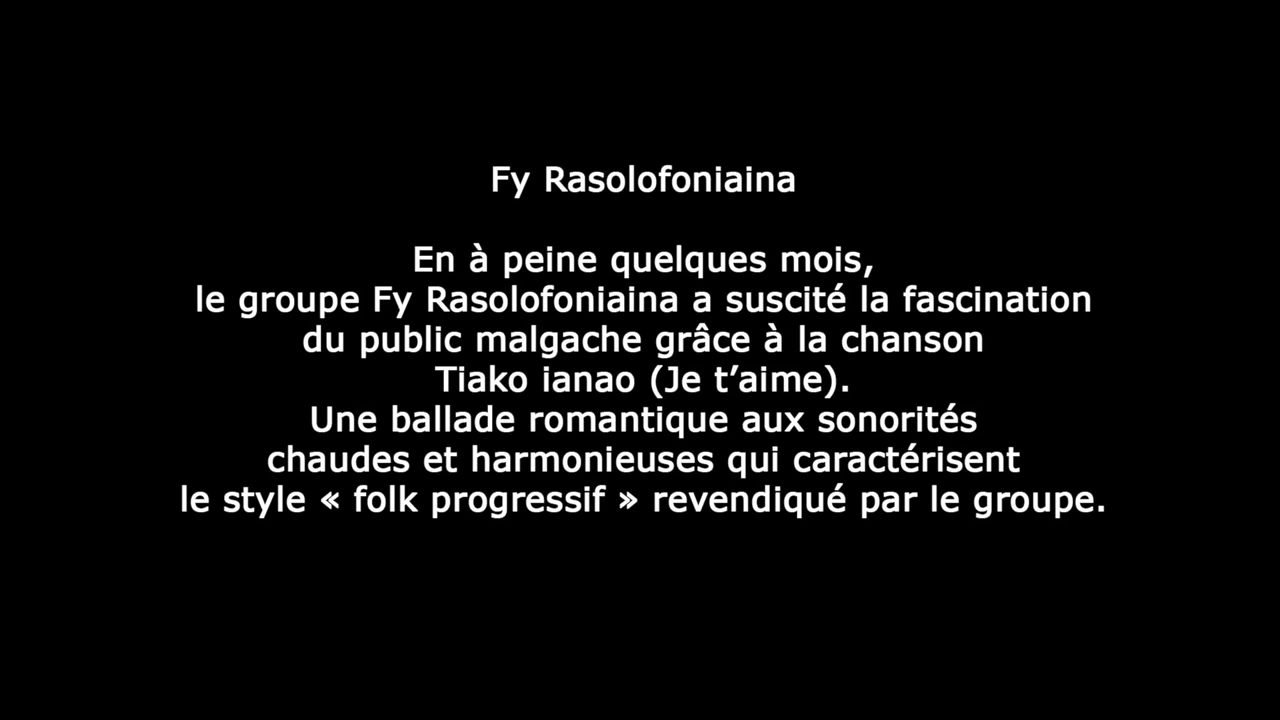 Fy Rasolofoniaina
En à peine quelques mois,
le groupe Fy Rasolofoniaina a suscité la fascination
du public malgache grâce à la chanson
Tiako ianao (Je t’aime).
Une ballade romantique aux sonorités
chaudes et harmonieuses qui caractérisent
le style « folk progressif » revendiqué par le groupe.